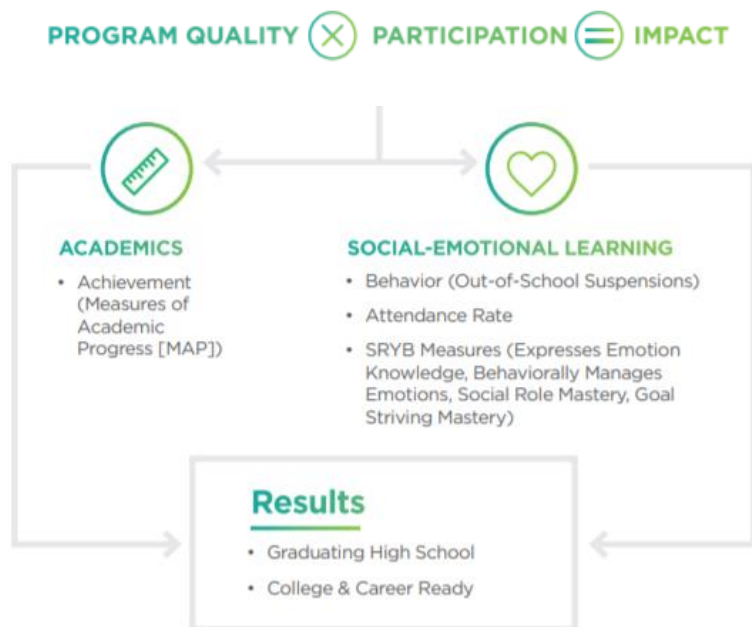 PROGRAM QUALITY × PARTICIPATION = IMPACT
ACADEMICS
• Achievement
(Measures of
Academic
Progress [MAP])
SOCIAL-EMOTIONAL LEARNING
• Behavior (Out-of-School Suspensions)
• Attendance Rate
• SRYB Measures (Expresses Emotion
Knowledge, Behaviorally Manages
Emotions, Social Role Mastery, Goal
Striving Mastery)
Results
• Graduating High School
• College & Career Ready